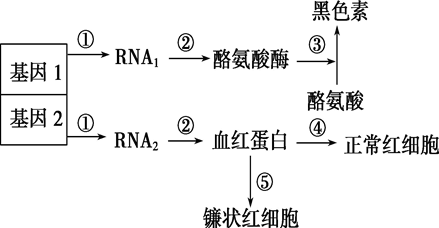 黑色素
基因1 ① RNA₁ ② 酪氨酸酶 ③
酪氨酸
基因2 ① RNA₂ ② 血红蛋白 ④ 正常红细胞
⑤
镰状红细胞